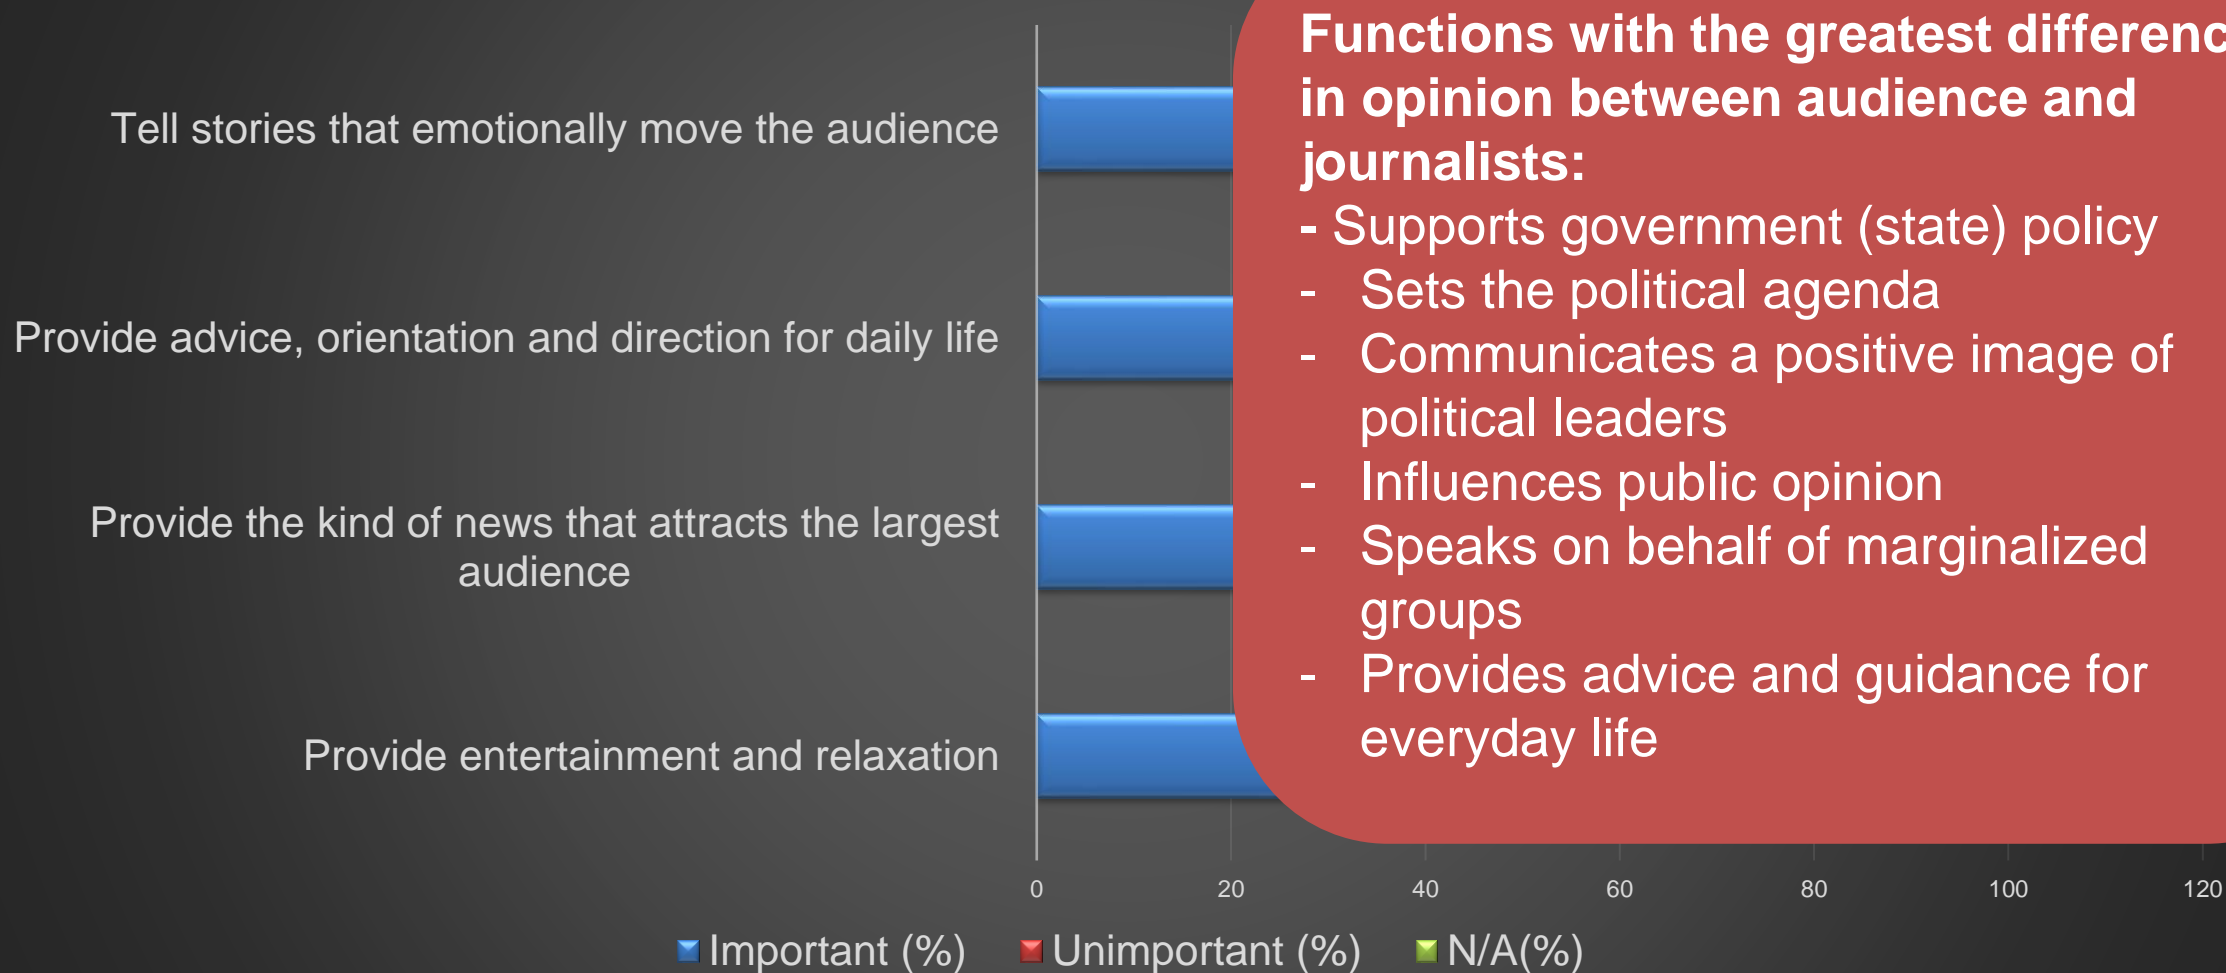 Tell stories that emotionally move the audience
Provide advice, orientation and direction for daily life
Provide the kind of news that attracts the largest
audience
Provide entertainment and relaxation
Functions with the greatest differenc
in opinion between audience and
journalists:
- Supports government (state) policy
- Sets the political agenda
- Communicates a positive image of
political leaders
- Influences public opinion
- Speaks on behalf of marginalized
groups
- Provides advice and guidance for
everyday life
0 20 40 60 80 100 120
Important (%) Unimportant (%) N/A(%)